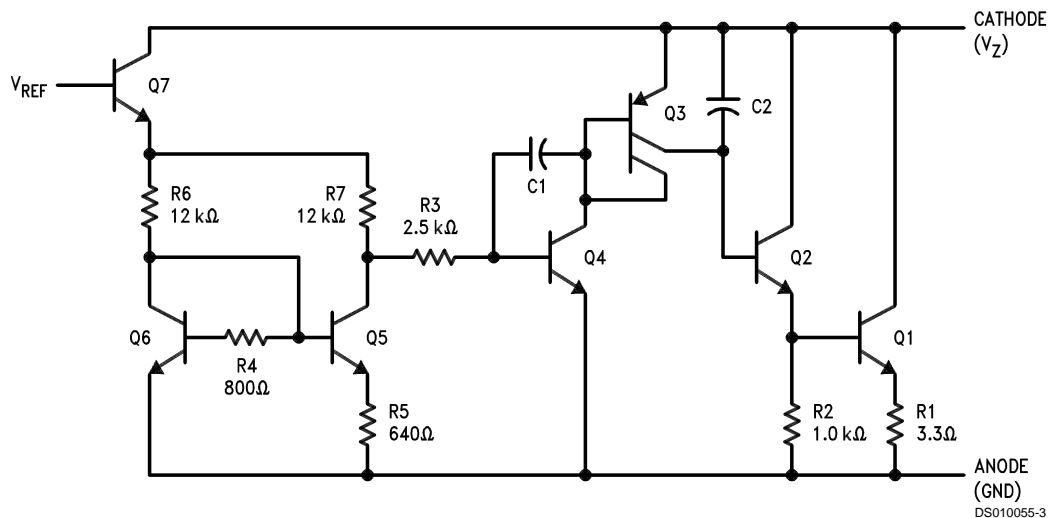 CATHODE
(VZ)
VREF
Q7
Q3
C2
C1
R6
12 kΩ
R7
12 kΩ
R3
2.5 kΩ
Q4
Q2
Q6
R4
800Ω
Q5
Q1
R5
640Ω
R2
1.0 kΩ
R1
3.3Ω
ANODE
(GND)
DS010055-3